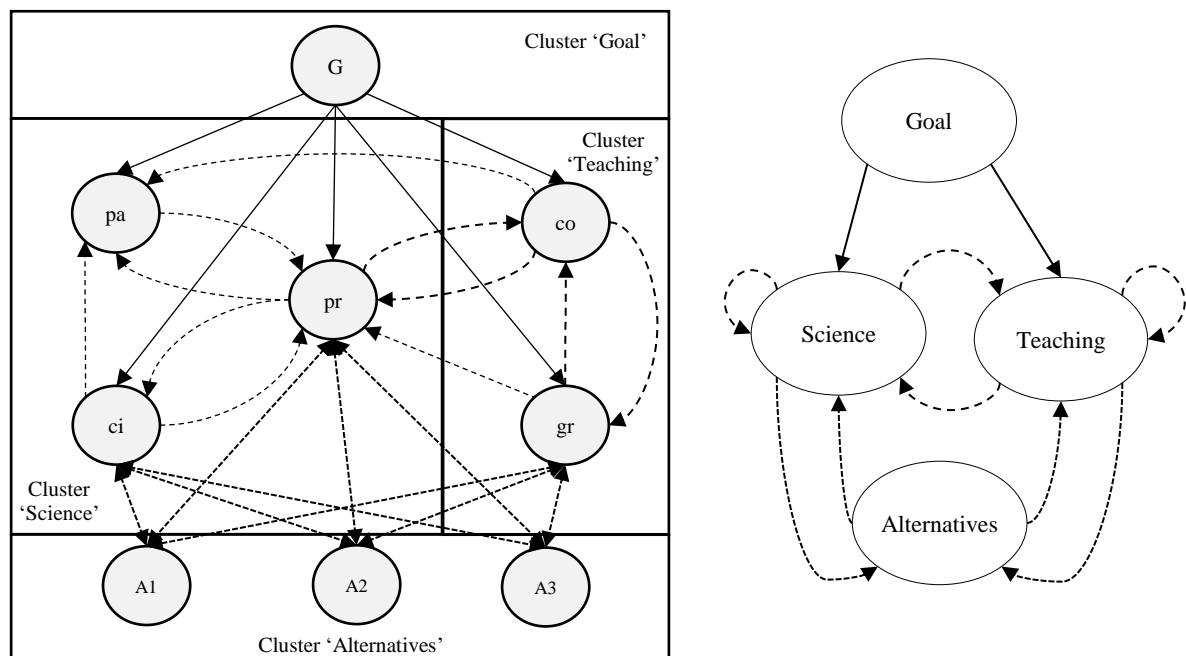 Cluster ‘Goal’
G
Cluster
‘Teaching’
pa
co
pr
ci
gr
Cluster
‘Science’
A1
A2
A3
Cluster ‘Alternatives’
Goal
Science
Teaching
Alternatives